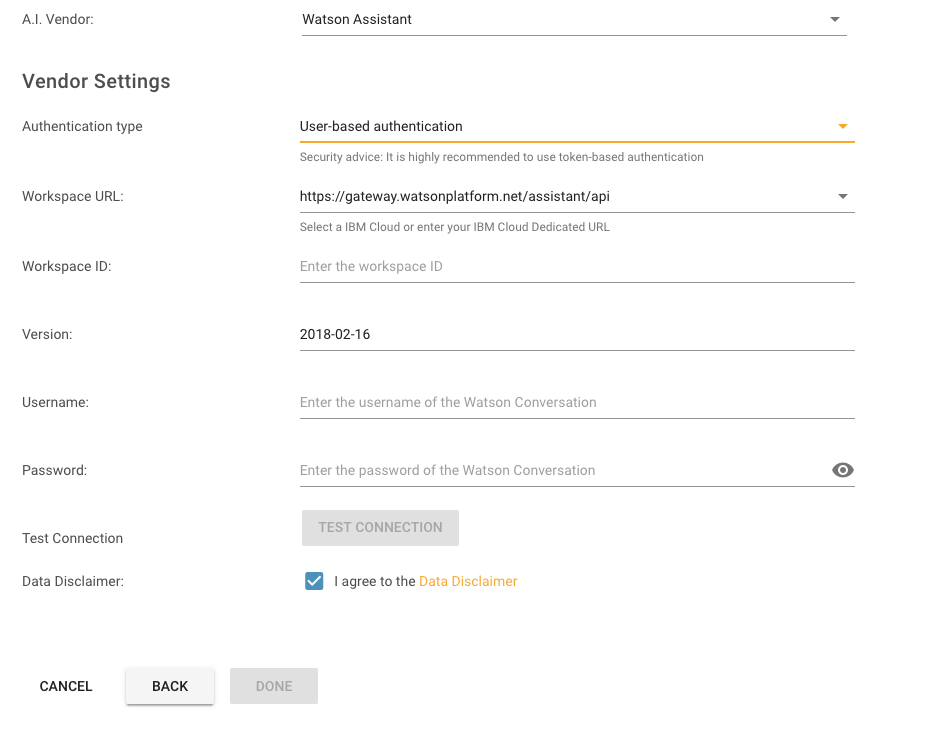 A.I. Vendor: Watson Assistant
Vendor Settings
Authentication type User-based authentication
Security advice: It is highly recommended to use token-based authentication
Workspace URL: https://gateway.watsonplatform.net/assistant/api
Select a IBM Cloud or enter your IBM Cloud Dedicated URL
Workspace ID: Enter the workspace ID
Version: 2018-02-16
Username: Enter the username of the Watson Conversation
Password: Enter the password of the Watson Conversation
Test Connection TEST CONNECTION
Data Disclaimer: I agree to the Data Disclaimer
CANCEL BACK DONE